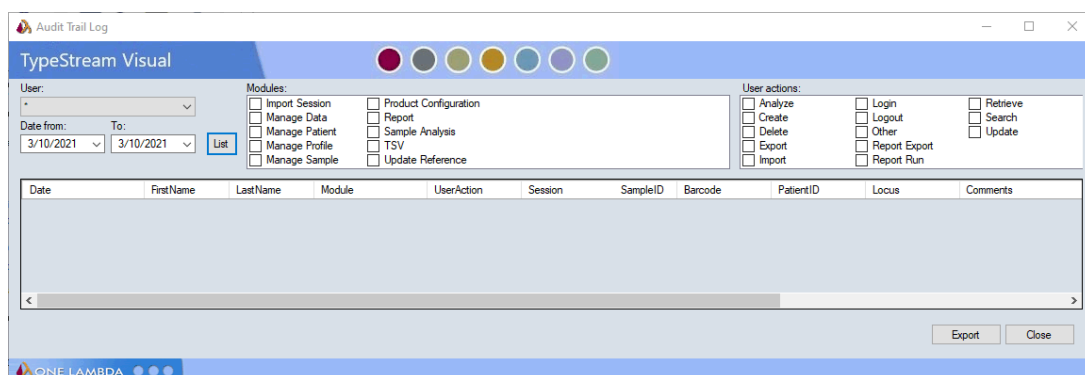 Audit Trail Log
TypeStream Visual
User:
*
Date from: To:
3/10/2021 3/10/2021 List
Modules:
Import Session Product Configuration
Manage Data Report
Manage Patient Sample Analysis
Manage Profile TSV
Manage Sample Update Reference
User actions:
Analyze Login Retrieve
Create Logout Search
Delete Other Update
Export Report Export
Import Report Run
Date FirstName LastName Module UserAction Session SampleID Barcode PatientID Locus Comments
Export Close
ONE LAMBDA